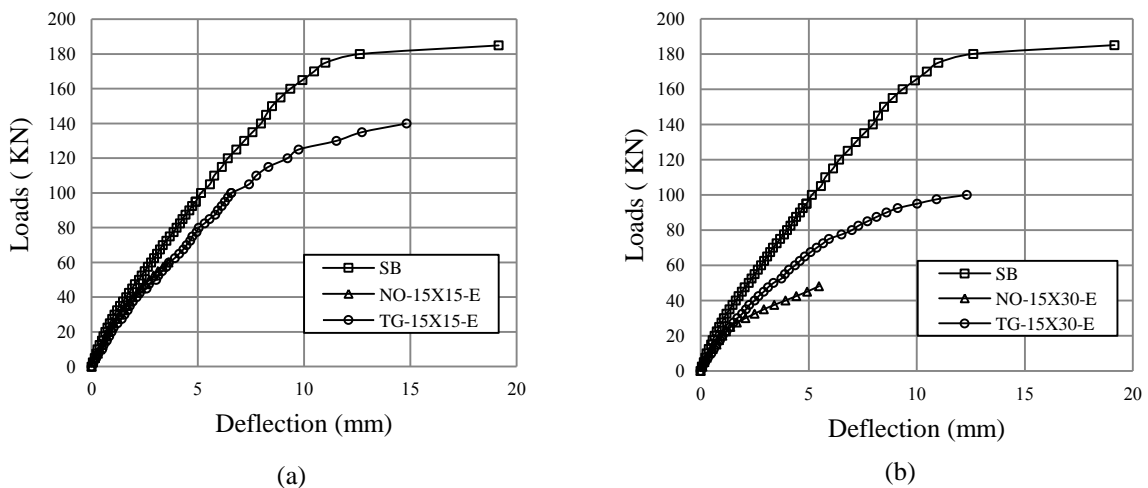 200
180
160
140
120
100
80
60
40
20
0
Loads ( KN)
SB
NO-15X15-E
TG-15X15-E
0 5 10 15 20
Deflection (mm)
(a)
200
180
160
140
120
100
80
60
40
20
0
Loads ( KN)
SB
NO-15X30-E
TG-15X30-E
0 5 10 15 20
Deflection (mm)
(b)